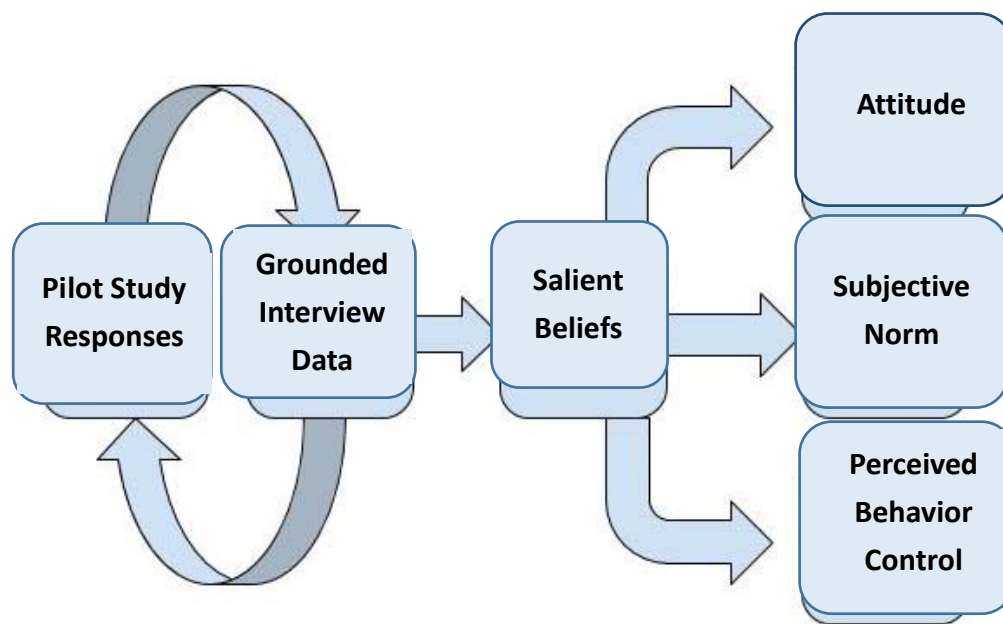 Pilot Study
Responses
Grounded
Interview
Data
Salient
Beliefs
Attitude
Subjective
Norm
Perceived
Behavior
Control